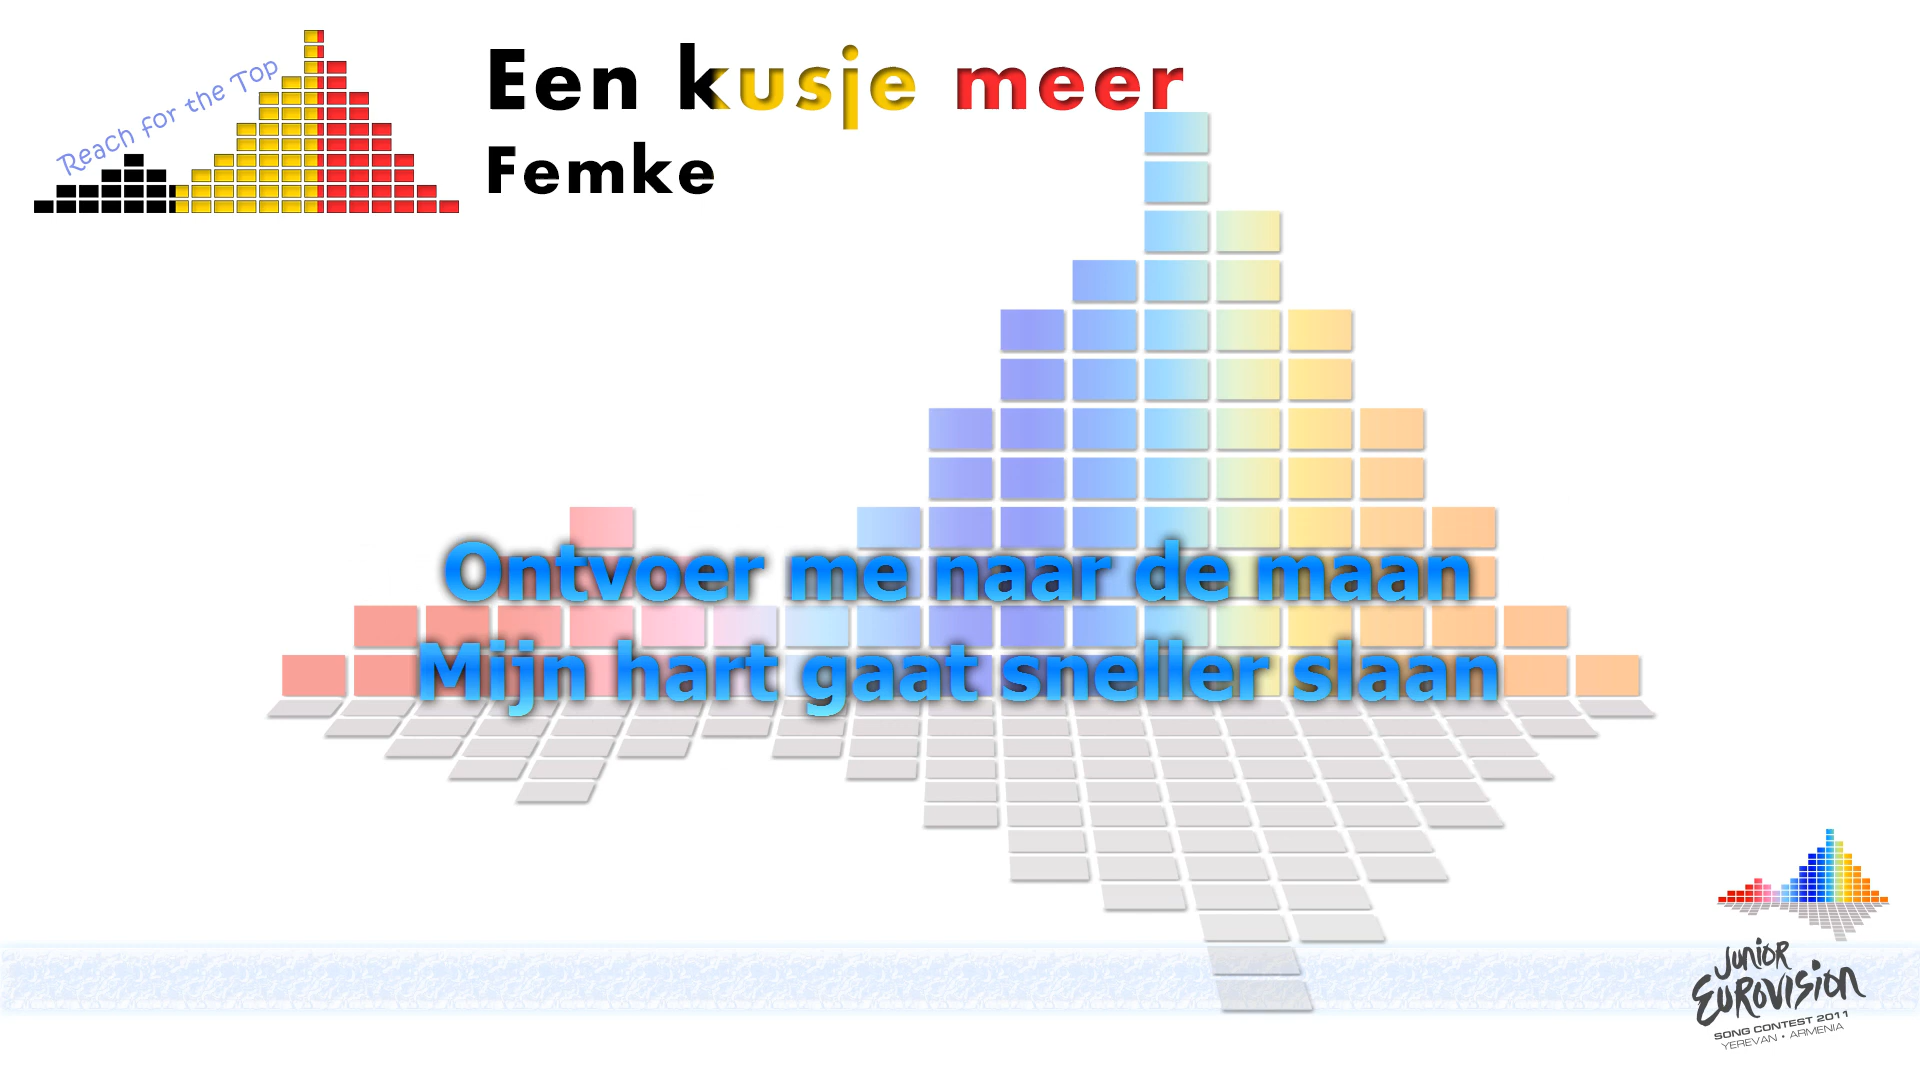 Reach for the Top
Een kusje meer
Femke
Ontvoer me naar de maan
Mijn hart gaat sneller slaan
JUNIOR
EUROVISION
SONG CONTEST 2011
YEREVAN • ARMENIA